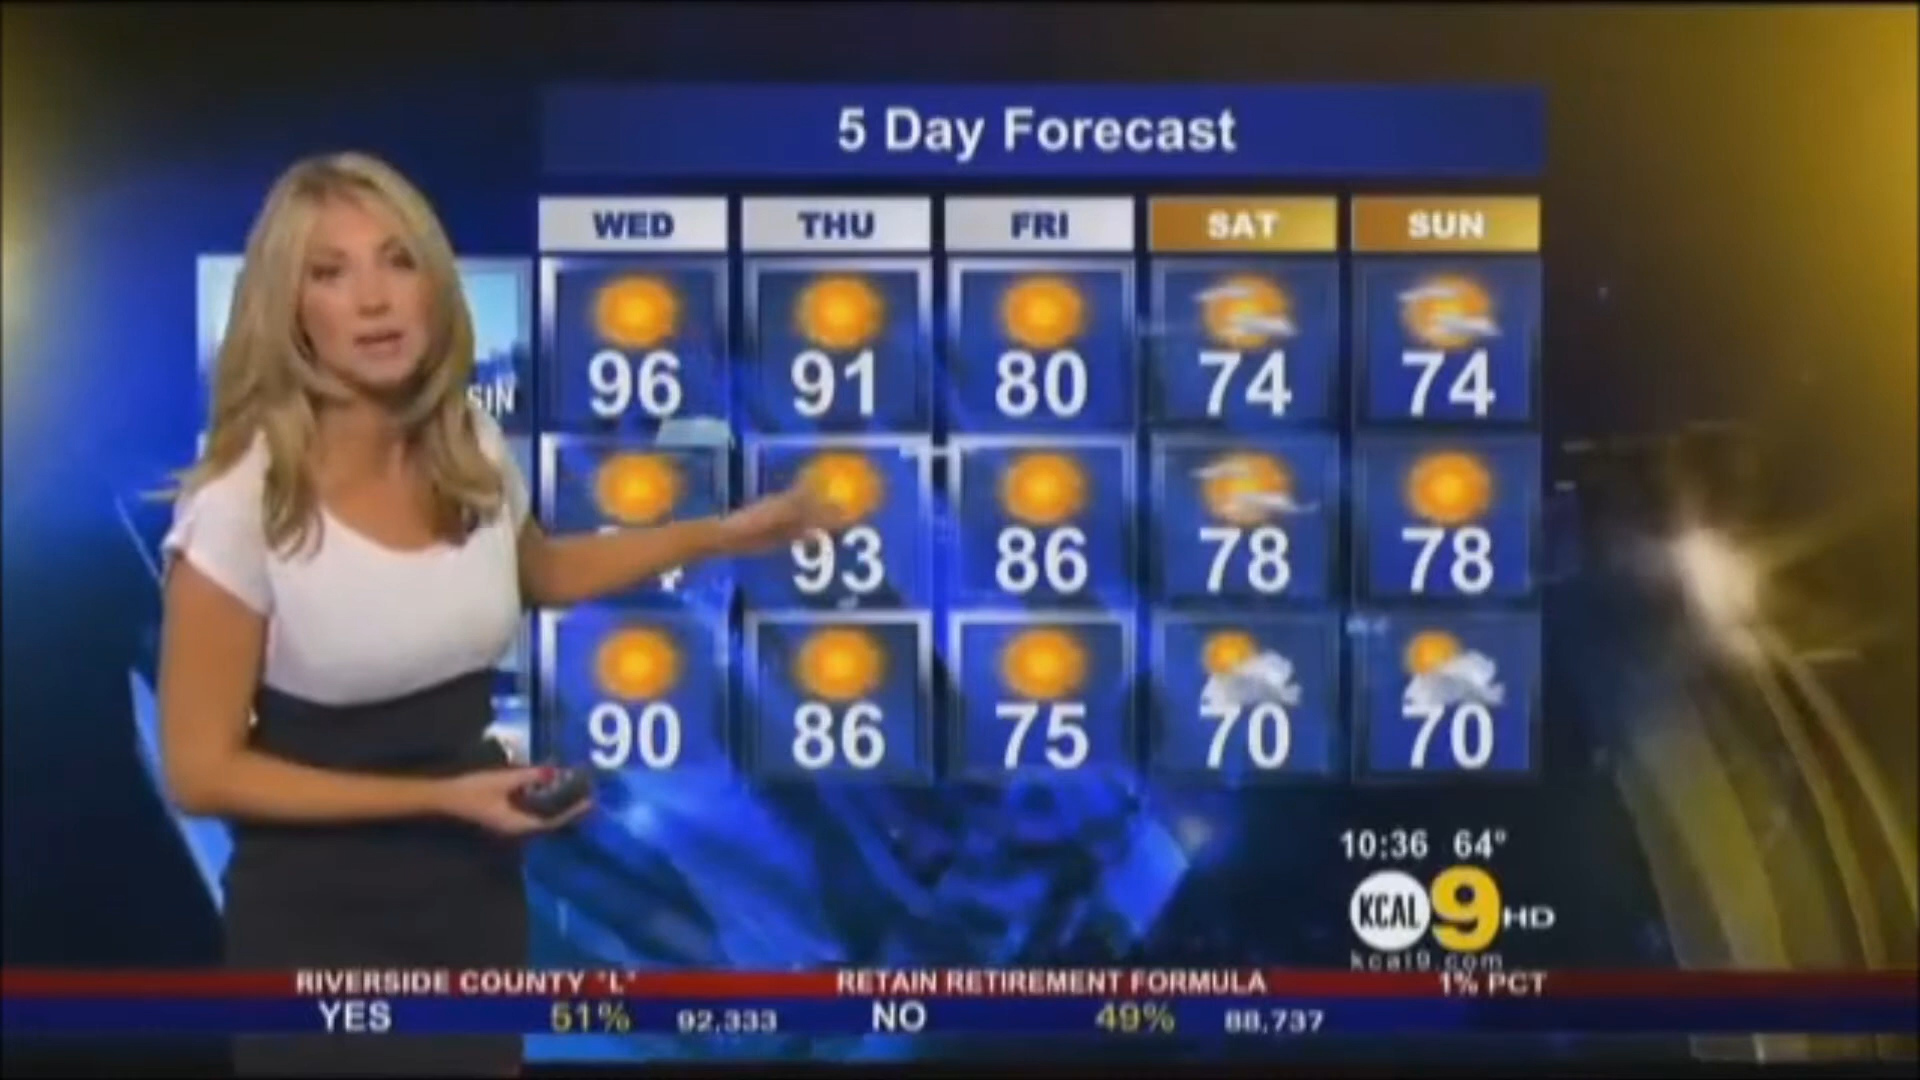 5 Day Forecast
WED THU FRI SAT SUN
96 91 80 74 74
93 86 78 78
90 86 75 70 70
10:36 64°
KCAL 9 HD
kcal9.com
RIVERSIDE COUNTY "L" RETAIN RETIREMENT FORMULA 1% PCT
YES 51% 92,333 NO 49% 88,737